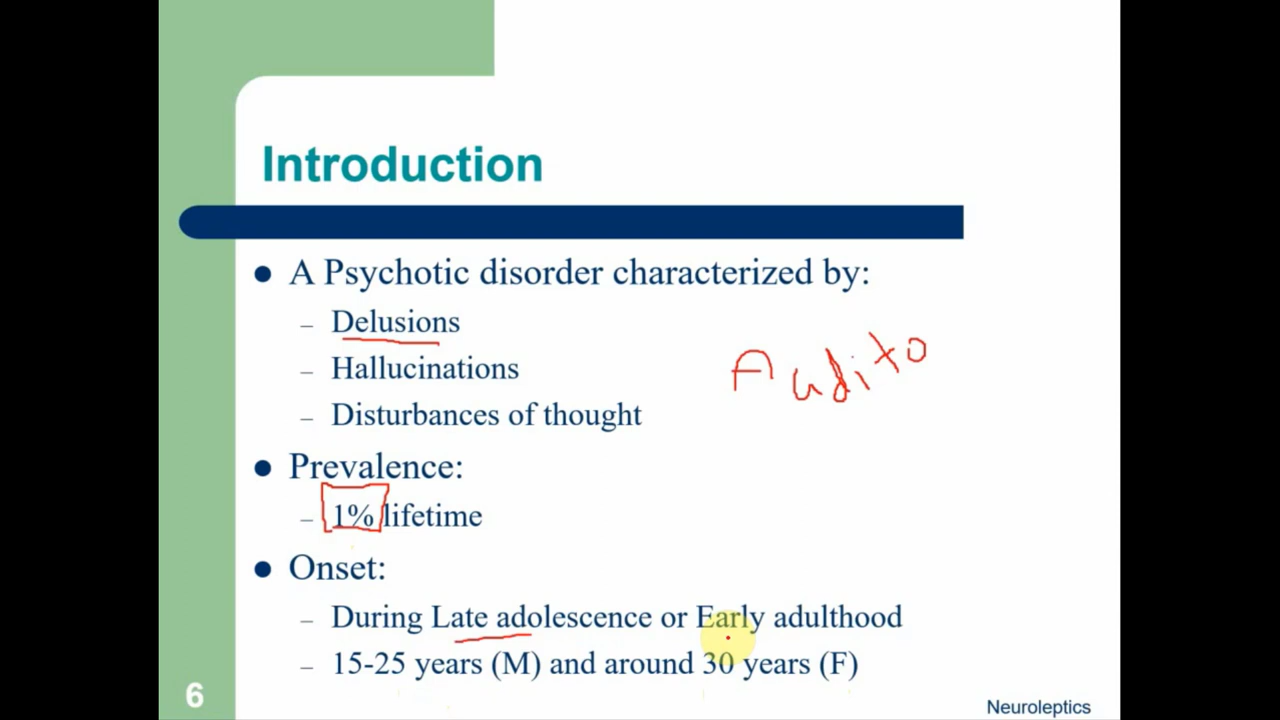 Introduction
A Psychotic disorder characterized by:
– Delusions
– Hallucinations
Audito
– Disturbances of thought
Prevalence:
– 1% lifetime
Onset:
– During Late adolescence or Early adulthood
– 15-25 years (M) and around 30 years (F)
6
Neuroleptics